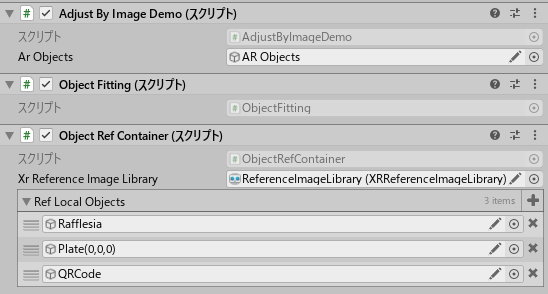 Adjust By Image Demo (スクリプト)
スクリプト AdjustByImageDemo
Ar Objects AR Objects
Object Fitting (スクリプト)
スクリプト ObjectFitting
Object Ref Container (スクリプト)
スクリプト ObjectRefContainer
Xr Reference Image Library ReferenceImageLibrary (XRReferenceImageLibrary)
Ref Local Objects 3 items
Rafflesia
Plate(0,0,0)
QRCode